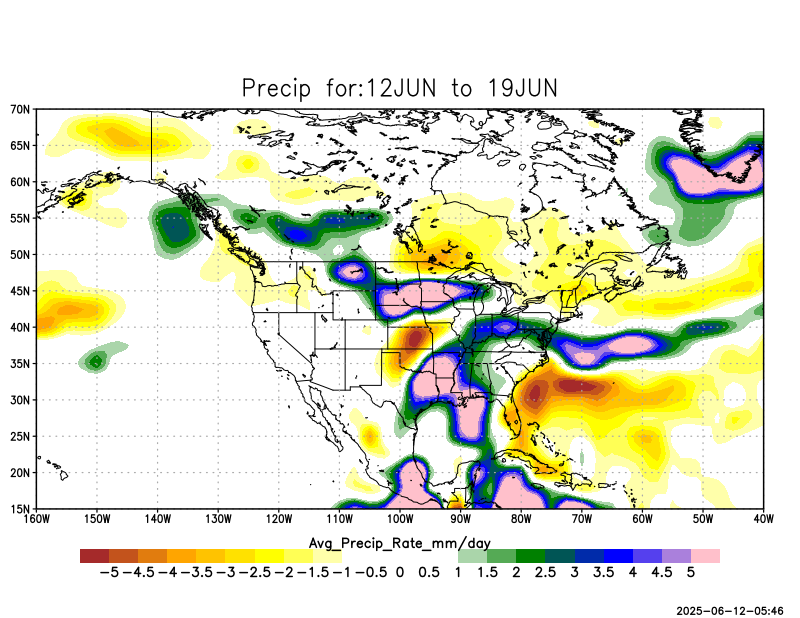 Precip for:12JUN to 19JUN
70N
65N
60N
55N
50N
45N
40N
35N
30N
25N
20N
15N
160W 150W 140W 130W 120W 110W 100W 90W 80W 70W 60W 50W 40W
Avg_Precip_Rate_mm/day
-5 -4.5 -4 -3.5 -3 -2.5 -2 -1.5 -1 -0.5 0 0.5 1 1.5 2 2.5 3 3.5 4 4.5 5
2025-06-12-05:46